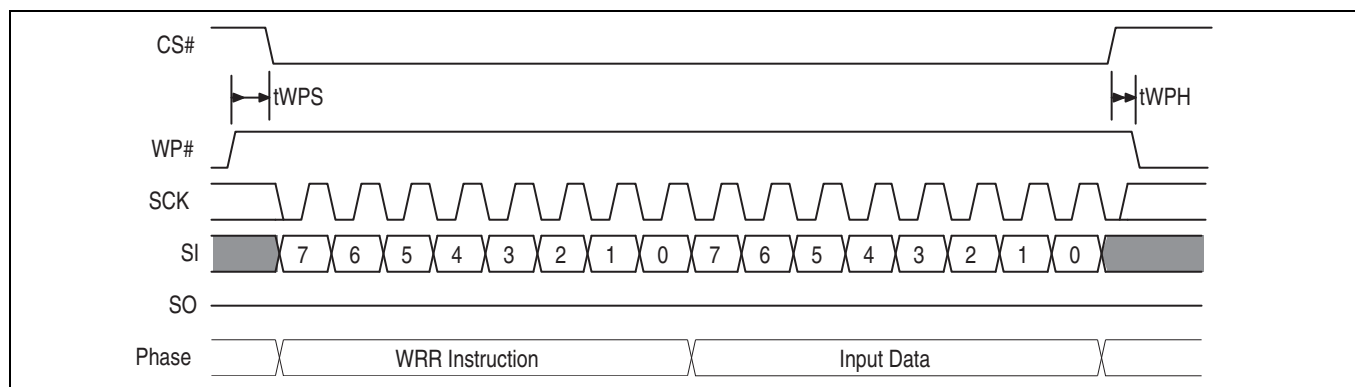 CS#
tWPS
tWPH
WP#
SCK
SI 7 6 5 4 3 2 1 0 7 6 5 4 3 2 1 0
SO
Phase WRR Instruction Input Data